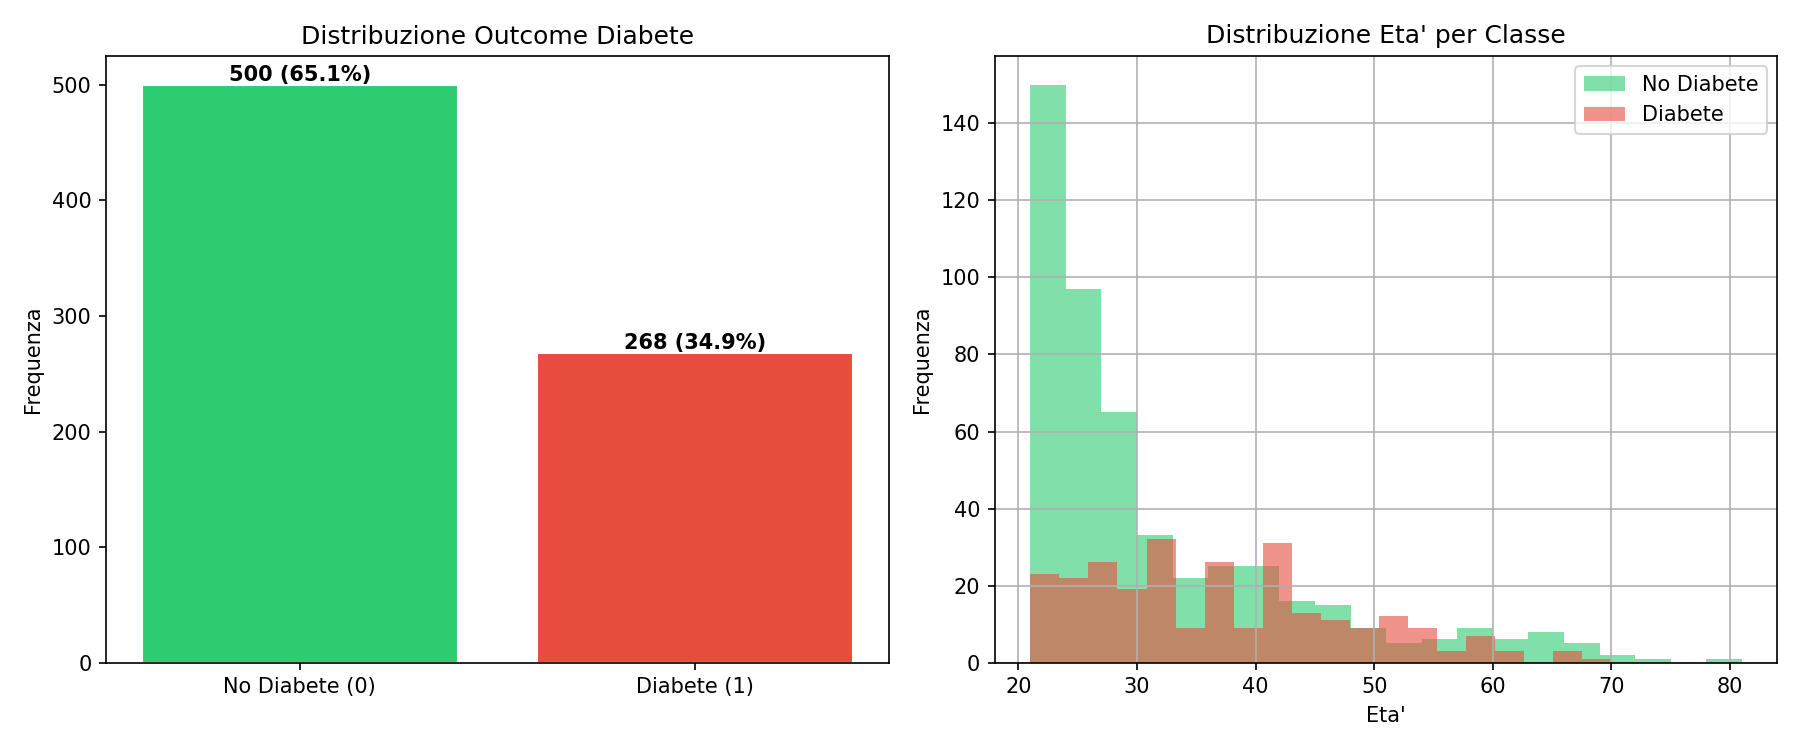 Distribuzione Outcome Diabete
500 (65.1%)
268 (34.9%)
Frequenza
500
400
300
200
100
0
No Diabete (0)
Diabete (1)
Distribuzione Eta' per Classe
No Diabete
Diabete
Frequenza
140
120
100
80
60
40
20
0
20
30
40
50
60
70
80
Eta'